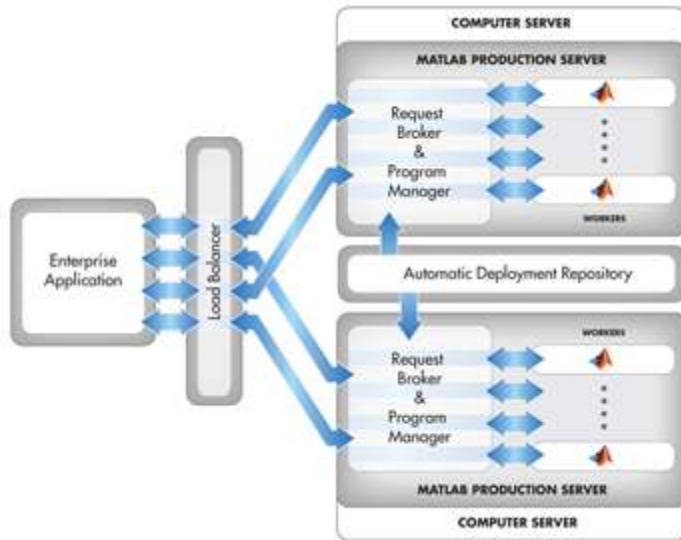 COMPUTER SERVER
MATLAB PRODUCTION SERVER
Request
Broker
&
Program
Manager
WORKERS
Enterprise
Application
Load Balancer
Automatic Deployment Repository
WORKERS
Request
Broker
&
Program
Manager
MATLAB PRODUCTION SERVER
COMPUTER SERVER